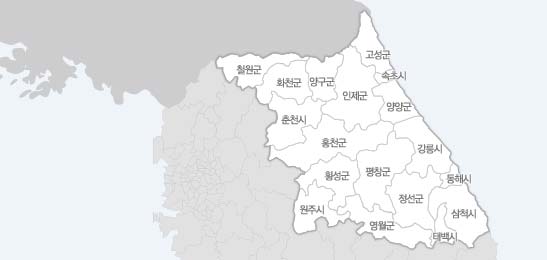 고성군
철원군
속초시
화천군
양구군
인제군
양양군
춘천시
홍천군
강릉시
횡성군
평창군
동해시
정선군
원주시
삼척시
영월군
태백시